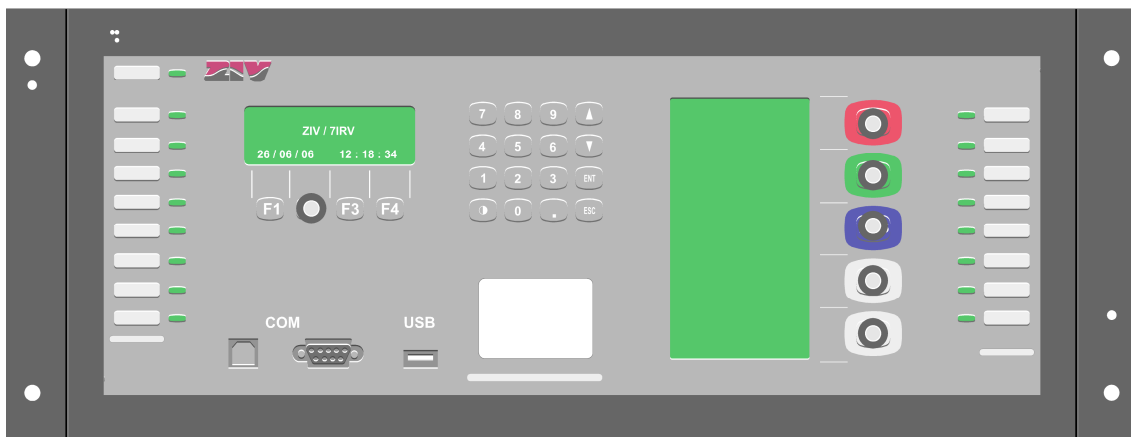 ZIV
ZIV / 7IRV
26 / 06 / 06 12 : 18 : 34
F1 F3 F4
7 8 9
4 5 6
1 2 3 ENT
0 . ESC
COM USB